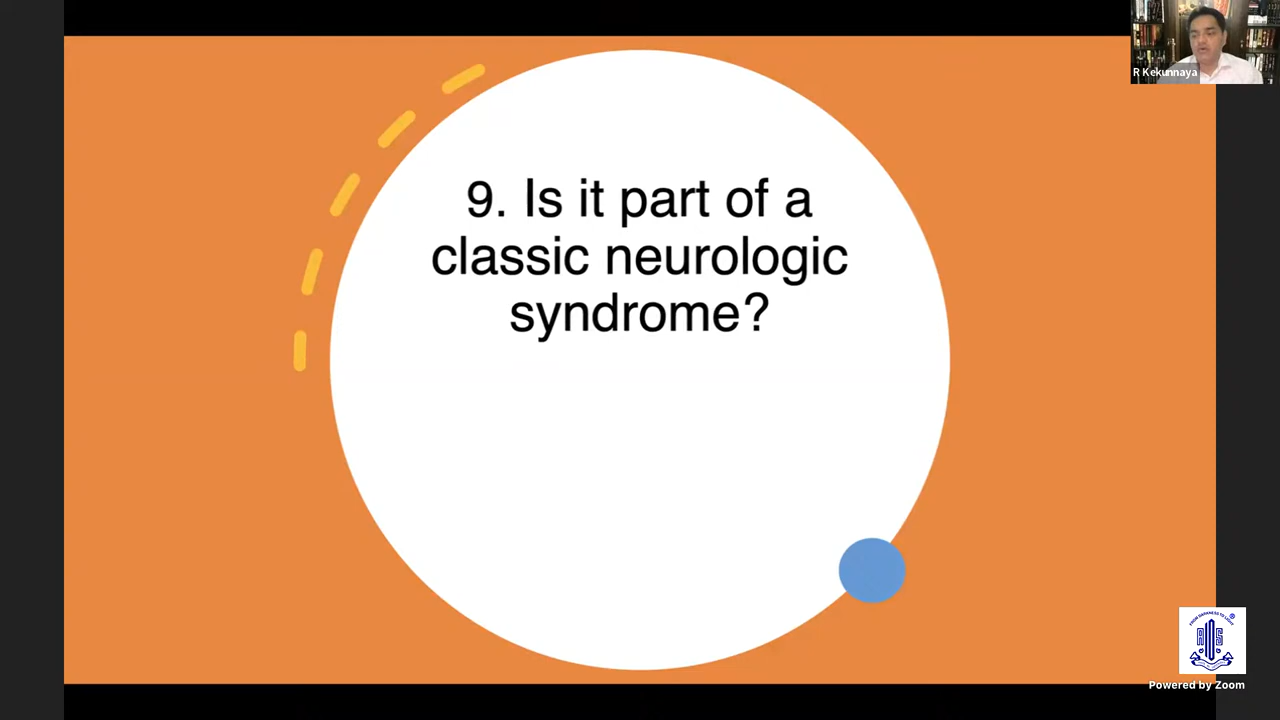 R Kekunnaya
9. Is it part of a
classic neurologic
syndrome?
Powered by Zoom